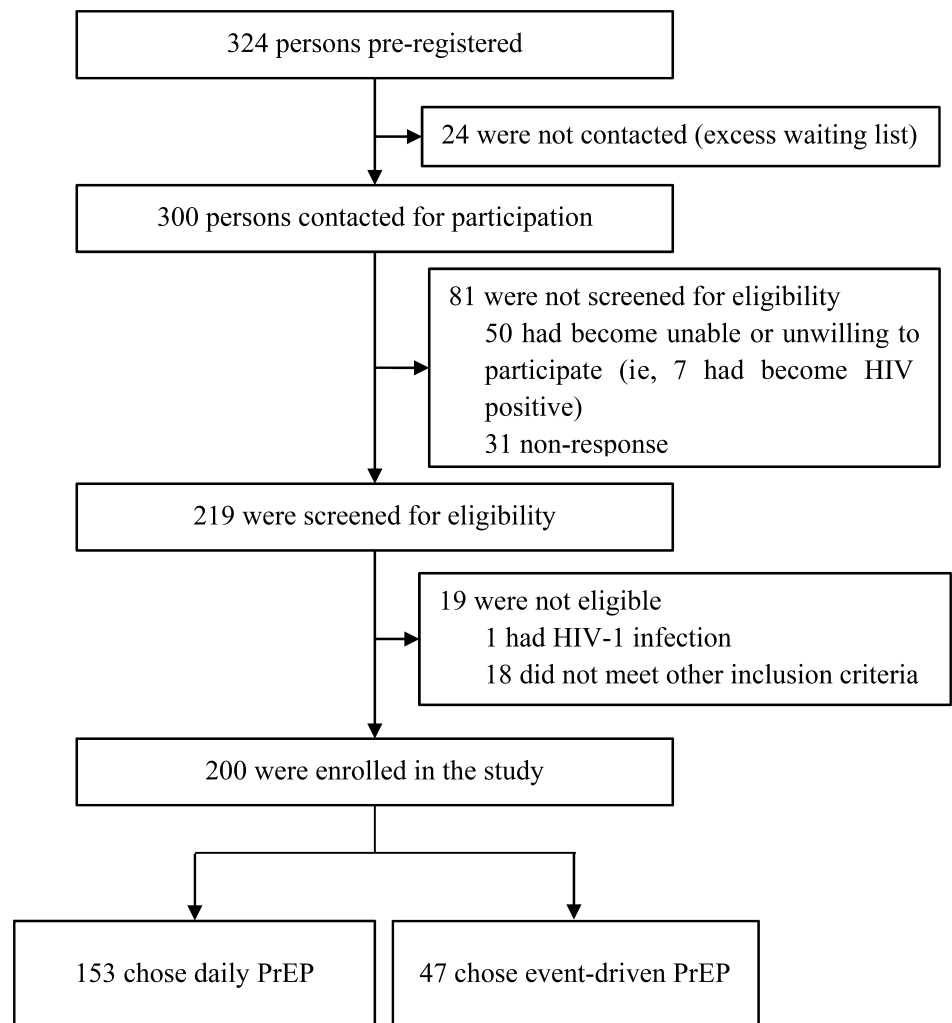 324 persons pre-registered
24 were not contacted (excess waiting list)
300 persons contacted for participation
81 were not screened for eligibility
50 had become unable or unwilling to
participate (ie, 7 had become HIV
positive)
31 non-response
219 were screened for eligibility
19 were not eligible
1 had HIV-1 infection
18 did not meet other inclusion criteria
200 were enrolled in the study
153 chose daily PrEP
47 chose event-driven PrEP